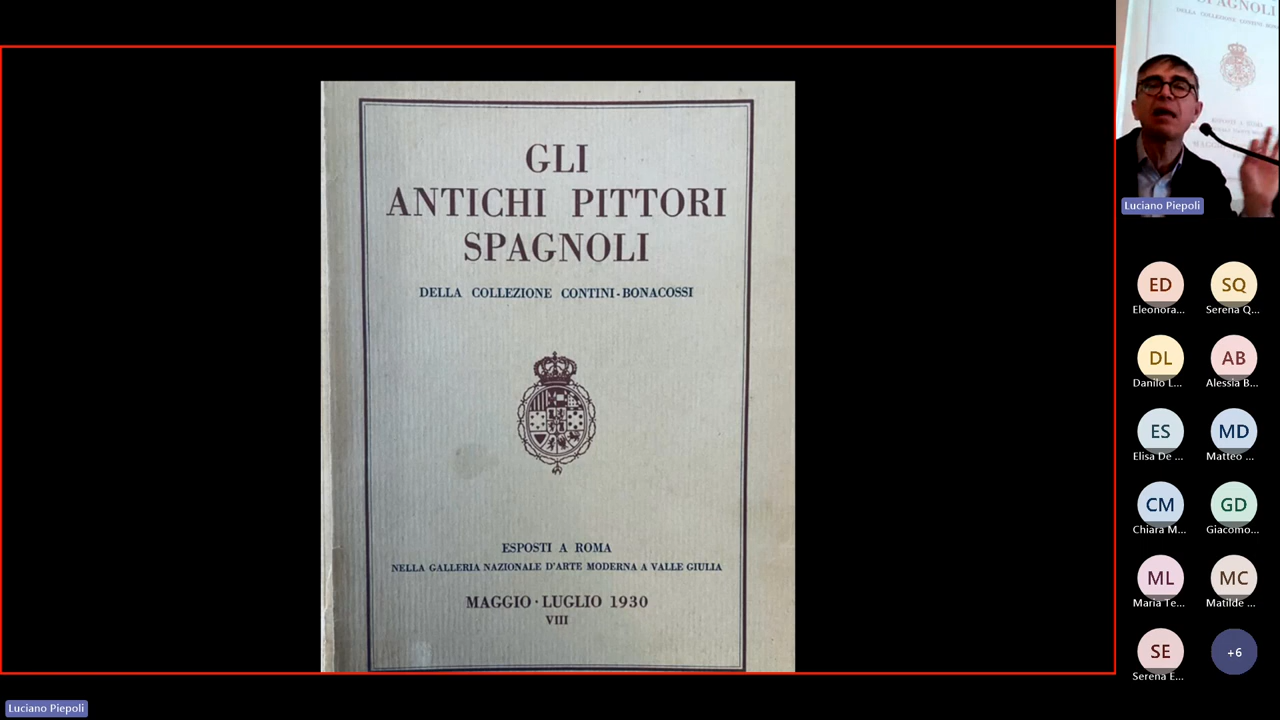 GLI
ANTICHI PITTORI
SPAGNOLI
DELLA COLLEZIONE CONTINI-BONACOSSI
ESPOSTI A ROMA
NELLA GALLERIA NAZIONALE D'ARTE MODERNA A VALLE GIULIA
MAGGIO · LUGLIO 1930
VIII
Luciano Piepoli
SPAGNOLI
Luciano Piepoli
ED
SQ
Eleonora...
Serena Q...
DL
AB
Danilo L...
Alessia B...
ES
MD
Elisa De ...
Matteo ...
CM
GD
Chiara M...
Giacomo...
ML
MC
Maria Te...
Matilde ...
SE
+6
Serena E...